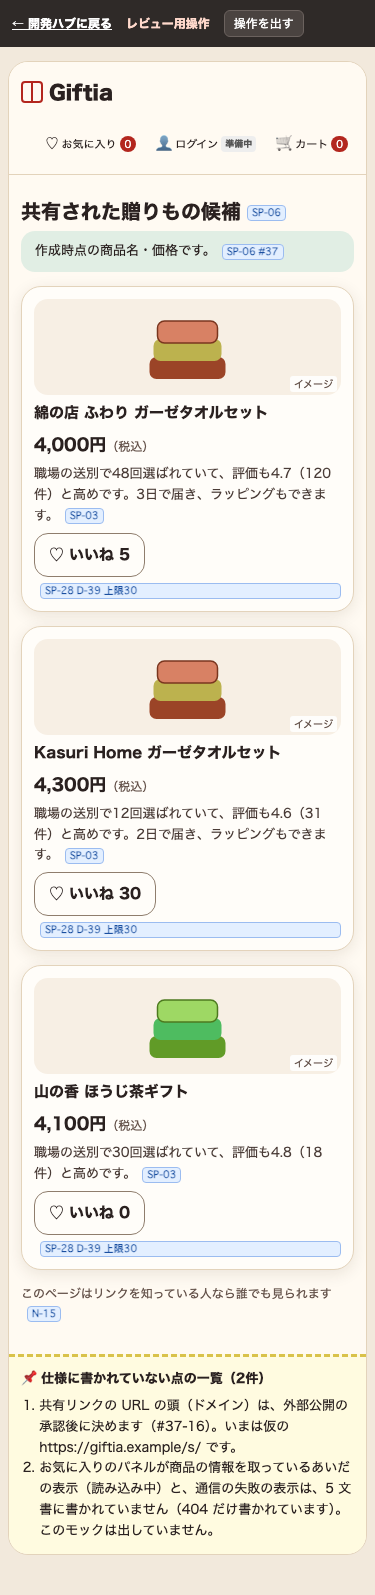 ← 開発ハブに戻る レビュー用操作 操作を出す
Giftia
♡ お気に入り 0 ログイン 準備中 カート 0
共有された贈りもの候補 SP-06
作成時点の商品名・価格です。 SP-06 #37
イメージ
綿の店 ふわり ガーゼタオルセット
4,000円（税込）
職場の送別で48回選ばれていて、評価も4.7（120
件）と高めです。3日で届き、ラッピングもできま
す。 SP-03
♡ いいね 5
SP-28 D-39 上限30
イメージ
Kasuri Home ガーゼタオルセット
4,300円（税込）
職場の送別で12回選ばれていて、評価も4.6（31
件）と高めです。2日で届き、ラッピングもできま
す。 SP-03
♡ いいね 30
SP-28 D-39 上限30
イメージ
山の香 ほうじ茶ギフト
4,100円（税込）
職場の送別で30回選ばれていて、評価も4.8（18
件）と高めです。 SP-03
♡ いいね 0
SP-28 D-39 上限30
このページはリンクを知っている人なら誰でも見られます
N-15
📌 仕様に書かれていない点の一覧（2件）
1. 共有リンクの URL の頭（ドメイン）は、外部公開の
承認後に決めます（#37-16）。いまは仮の
https://giftia.example/s/ です。
2. お気に入りのパネルが商品の情報を取っているあいだ
の表示（読み込み中）と、通信の失敗の表示は、5 文
書に書かれていません（404 だけ書かれています）。
このモックは出していません。